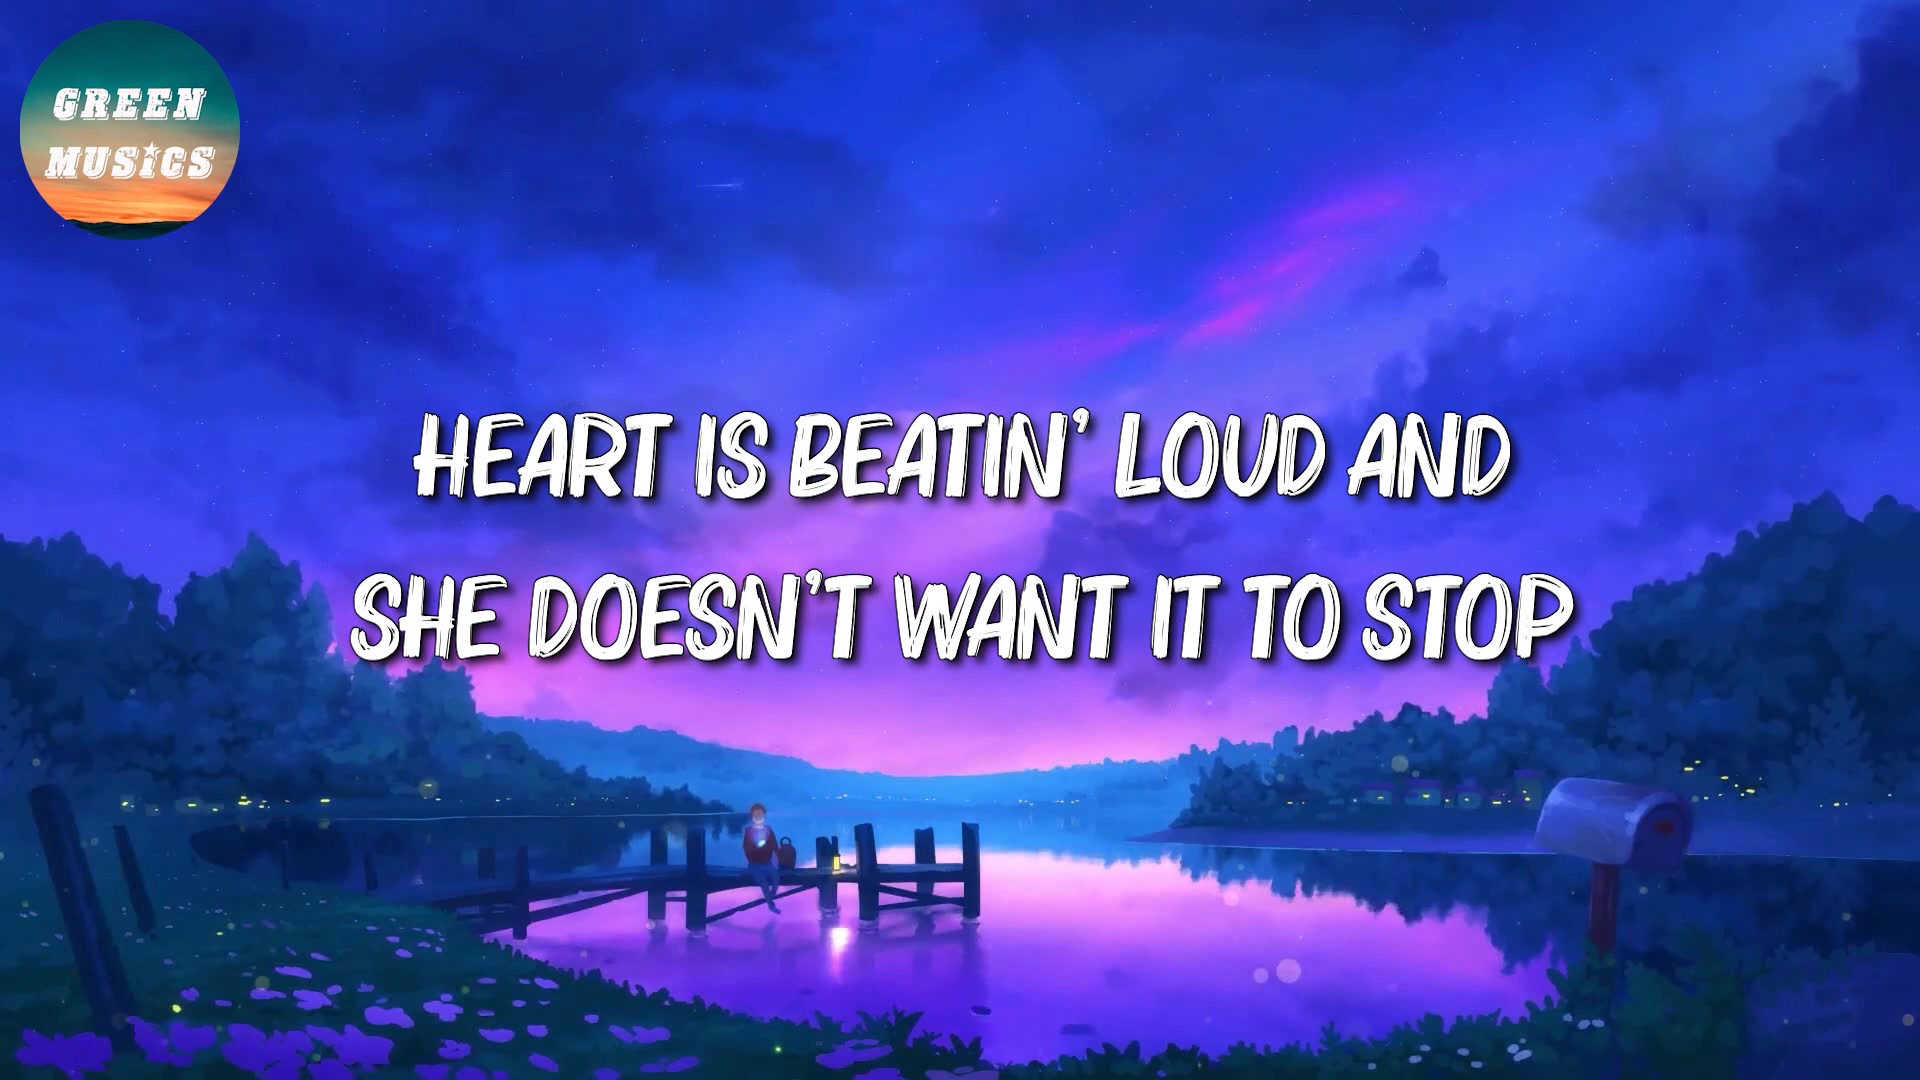 GREEN
MUSICS
HEART IS BEATIN' LOUD AND
SHE DOESN'T WANT IT TO STOP